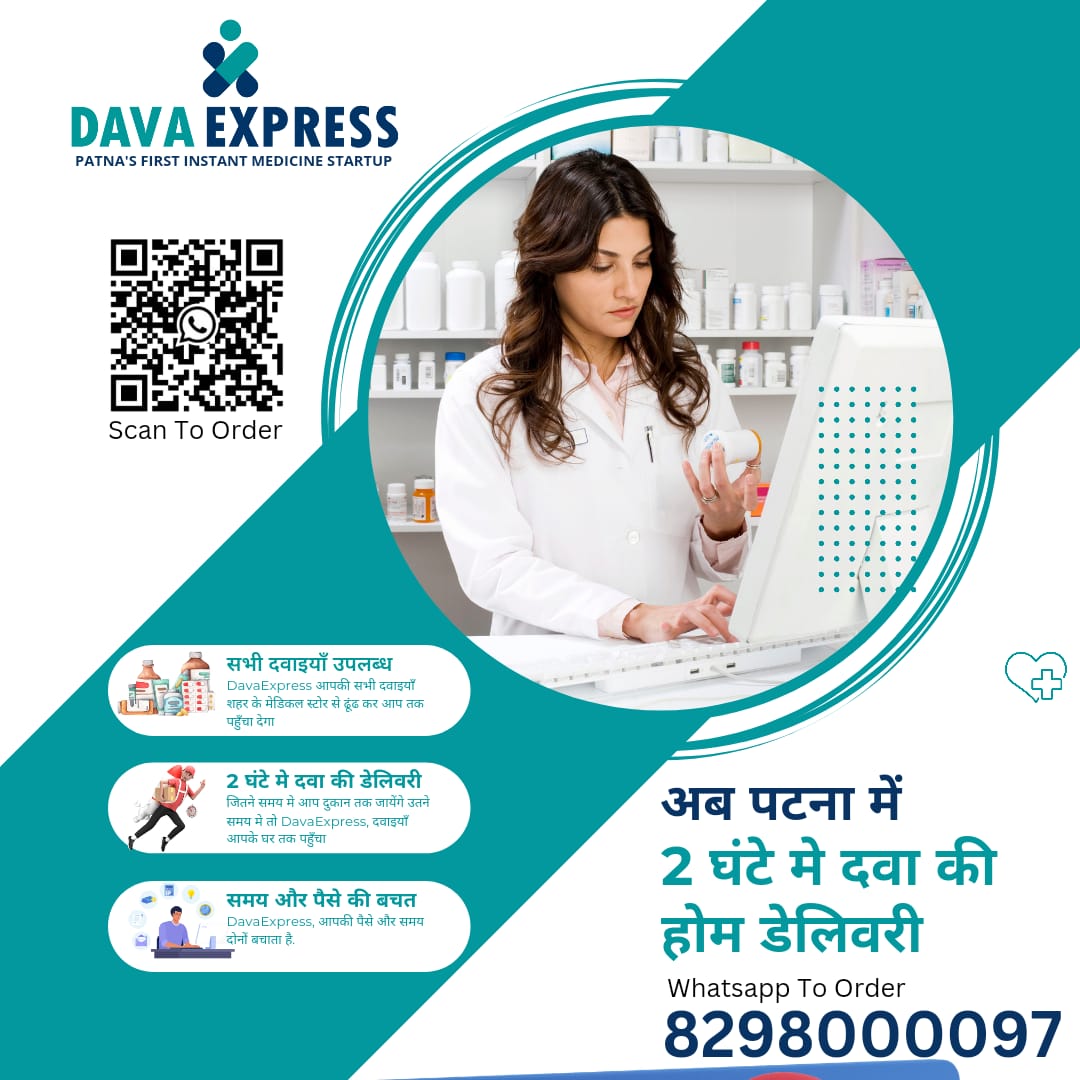 DAVA EXPRESS
PATNA'S FIRST INSTANT MEDICINE STARTUP
Scan To Order
सभी दवाइयाँ उपलब्ध
DavaExpress आपकी सभी दवाइयाँ
शहर के मेडिकल स्टोर से ढूंढ कर आप तक
पहुँचा देगा
2 घंटे मे दवा की डेलिवरी
जितने समय मे आप दुकान तक जायेंगे उतने
समय मे तो DavaExpress, दवाइयाँ
आपके घर तक पहुँचा
समय और पैसे की बचत
DavaExpress, आपकी पैसे और समय
दोनों बचाता है.
अब पटना में
2 घंटे मे दवा की
होम डेलिवरी
Whatsapp To Order
8298000097